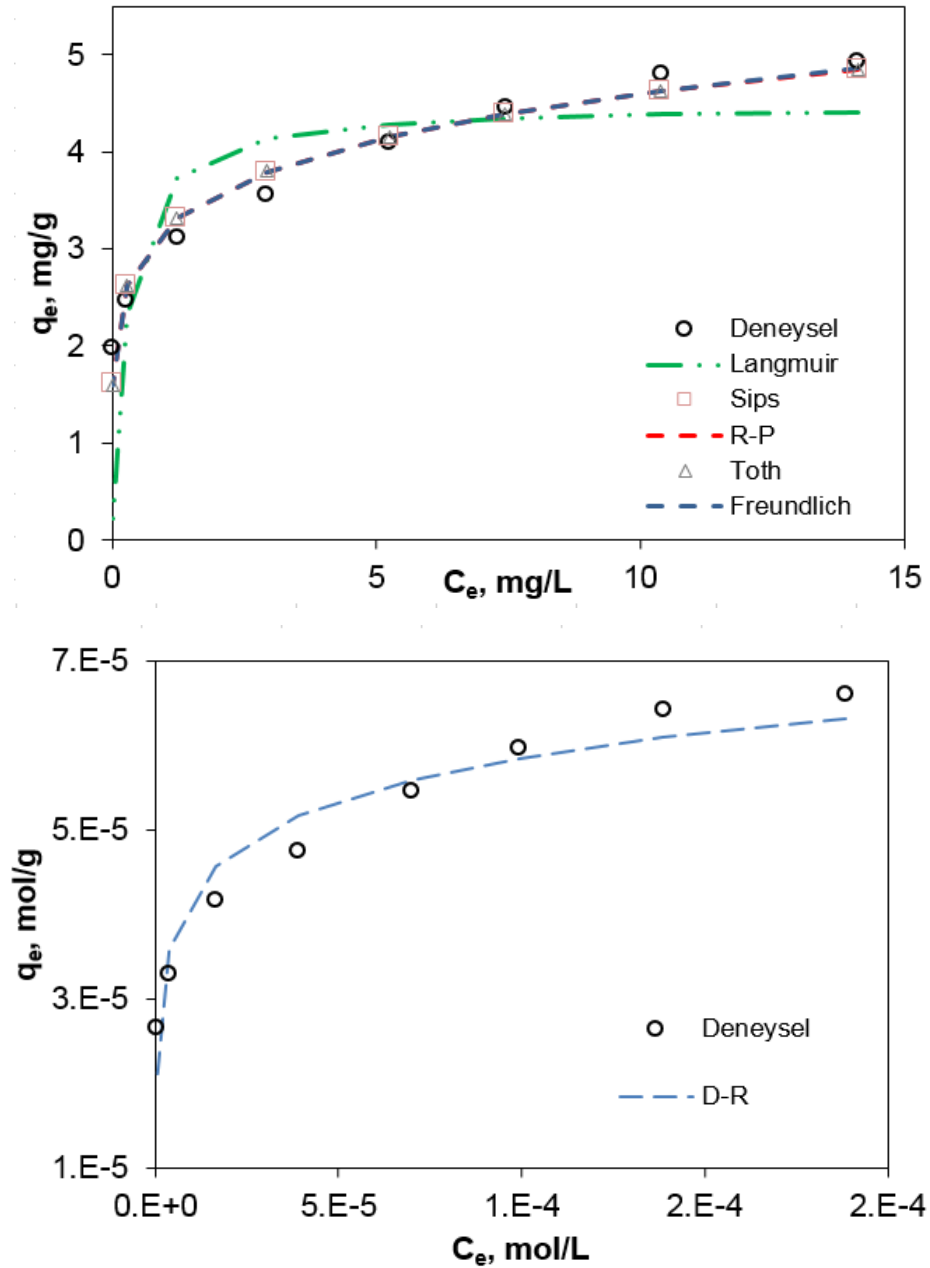 5
4
3
2
1
0
qe, mg/g
Deneysel
Langmuir
Sips
R-P
Toth
Freundlich
0
5
10
15
Ce, mg/L
7.E-5
5.E-5
3.E-5
1.E-5
qe, mol/g
Deneysel
D-R
0.E+0
5.E-5
1.E-4
2.E-4
2.E-4
Ce, mol/L